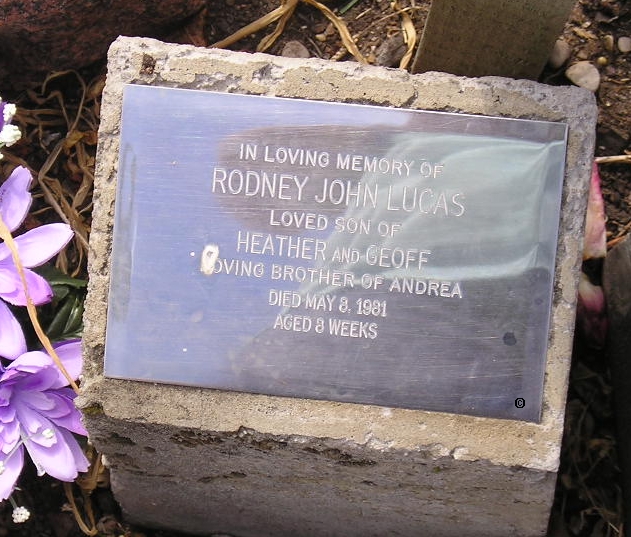 IN LOVING MEMORY OF
RODNEY JOHN LUCAS
LOVED SON OF
HEATHER AND GEOFF
LOVING BROTHER OF ANDREA
DIED MAY 8, 1981
AGED 8 WEEKS
©